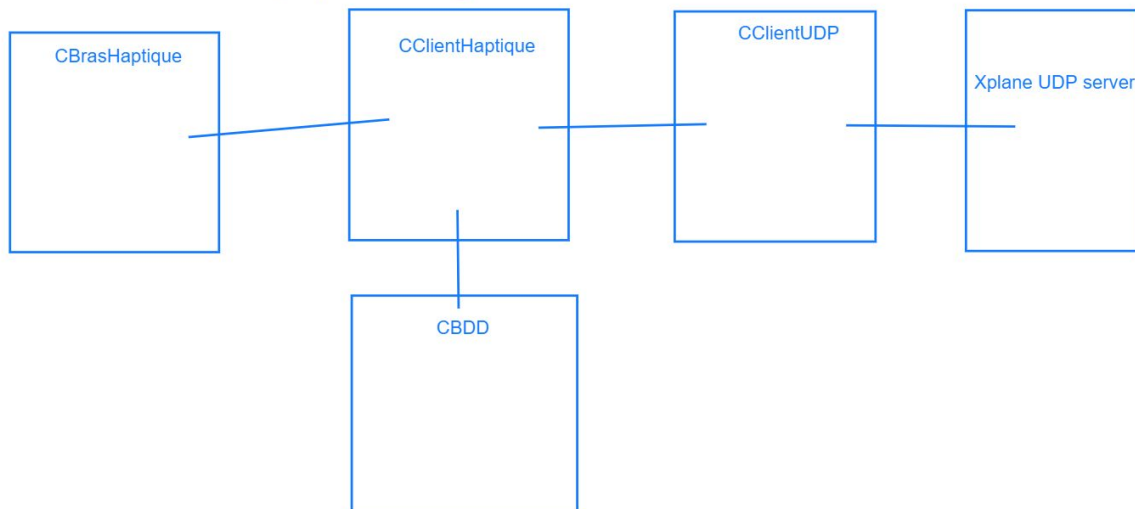 CBrasHaptique
CClientHaptique
CClientUDP
Xplane UDP server
CBDD